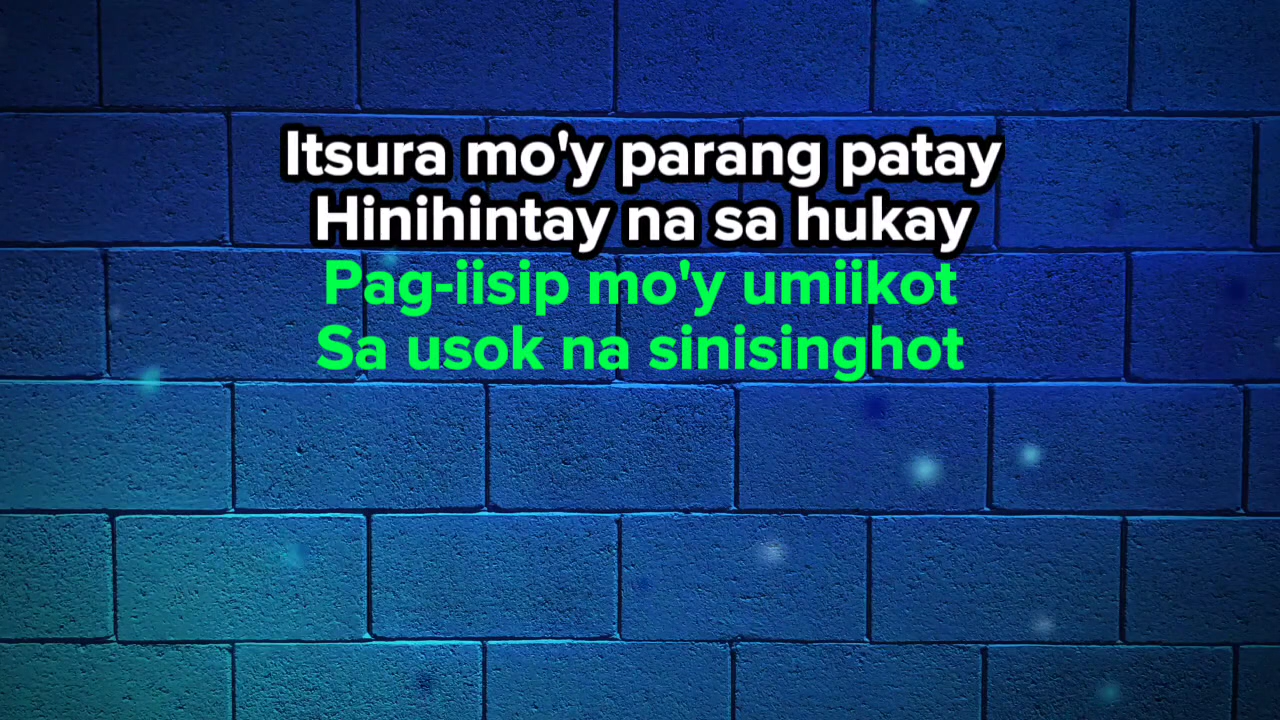 Itsura mo'y parang patay
Hinihintay na sa hukay
Pag-iisip mo'y umiikot
Sa usok na sinisinghot